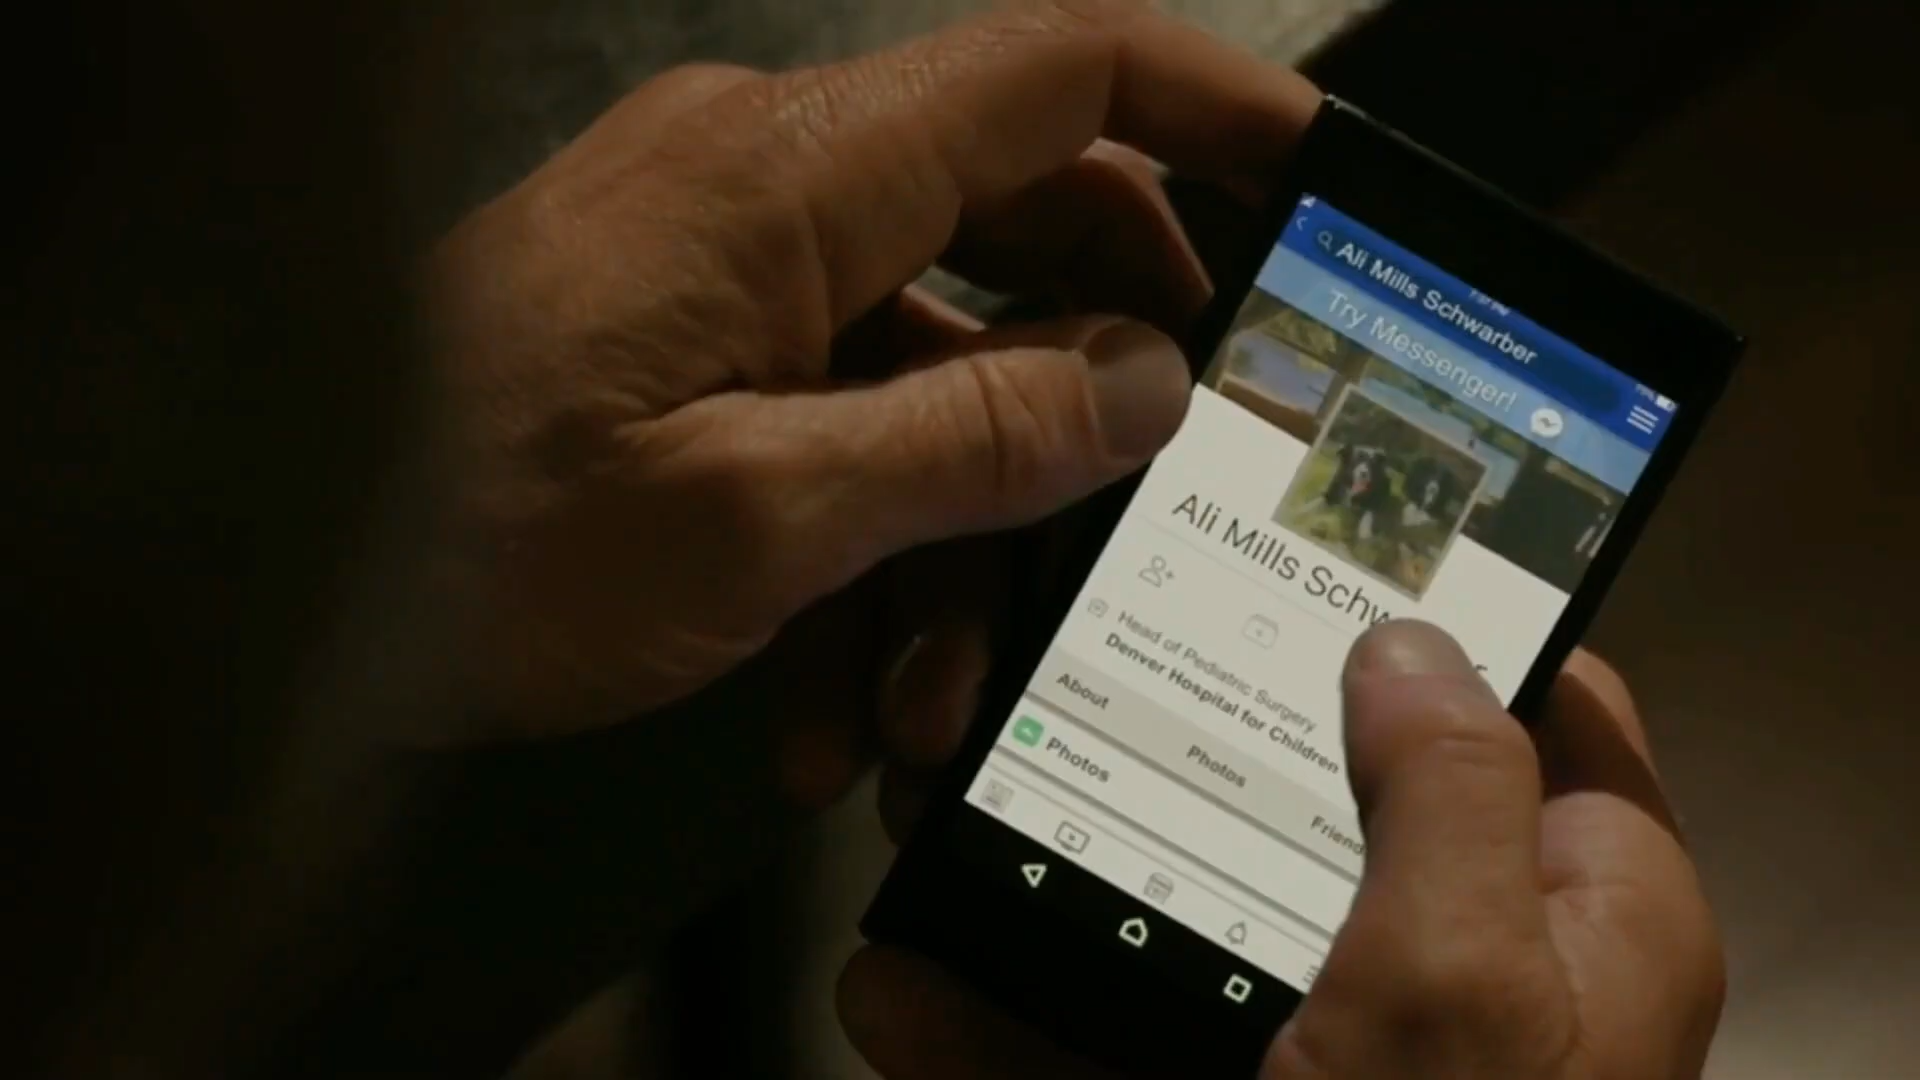 Ali Mills Schwarber
Try Messenger!
Ali Mills Schw
Head of Pediatric Surgery
Denver Hospital for Children
About
Photos
Friend
Photos